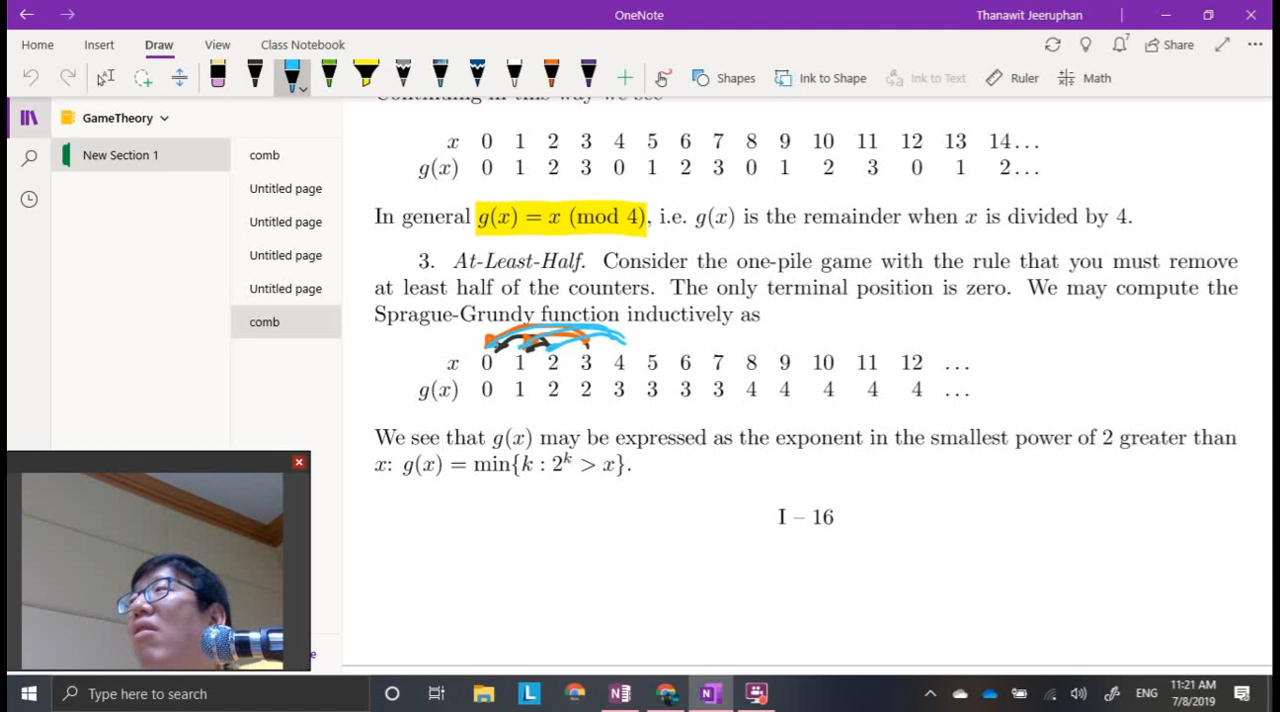 OneNote
Thanawit Jeeruphan
Home Insert Draw View Class Notebook
7
Share
Shapes
Ink to Shape
Ink to Text
Ruler
Math
GameTheory
New Section 1
comb
Untitled page
Untitled page
Untitled page
Untitled page
comb
Continuing in this way we see
x 0 1 2 3 4 5 6 7 8 9 10 11 12 13 14...
g(x) 0 1 2 3 0 1 2 3 0 1 2 3 0 1 2...
In general g(x) = x (mod 4), i.e. g(x) is the remainder when x is divided by 4.
3. At-Least-Half. Consider the one-pile game with the rule that you must remove
at least half of the counters. The only terminal position is zero. We may compute the
Sprague-Grundy function inductively as
x 0 1 2 3 4 5 6 7 8 9 10 11 12 ...
g(x) 0 1 2 2 3 3 3 3 4 4 4 4 4 ...
We see that g(x) may be expressed as the exponent in the smallest power of 2 greater than
x: g(x) = min{k : 2^k > x}.
I – 16
e
Type here to search
L
N
N
ENG
11:21 AM
7/8/2019